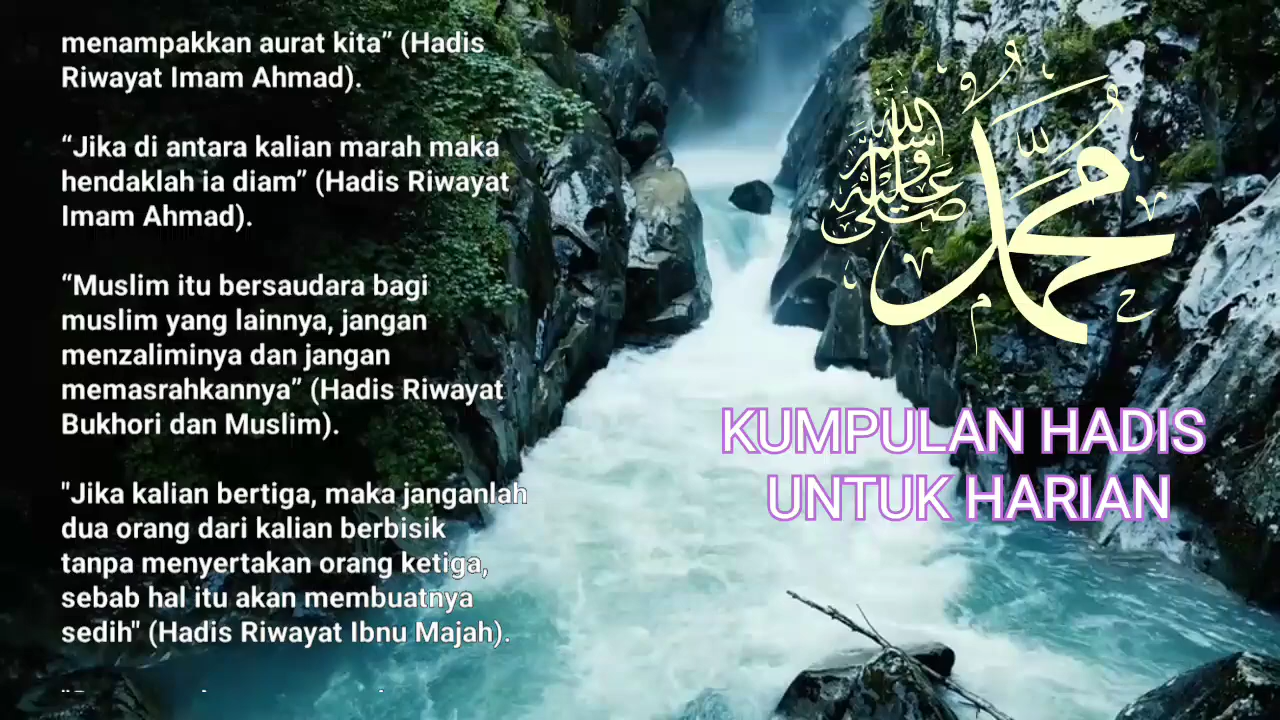 menampakkan aurat kita” (Hadis
Riwayat Imam Ahmad).
“Jika di antara kalian marah maka
hendaklah ia diam” (Hadis Riwayat
Imam Ahmad).
“Muslim itu bersaudara bagi
muslim yang lainnya, jangan
menzaliminya dan jangan
memasrahkannya” (Hadis Riwayat
Bukhori dan Muslim).
"Jika kalian bertiga, maka janganlah
dua orang dari kalian berbisik
tanpa menyertakan orang ketiga,
sebab hal itu akan membuatnya
sedih" (Hadis Riwayat Ibnu Majah).
محمد صلى الله عليه وسلم
KUMPULAN HADIS
UNTUK HARIAN